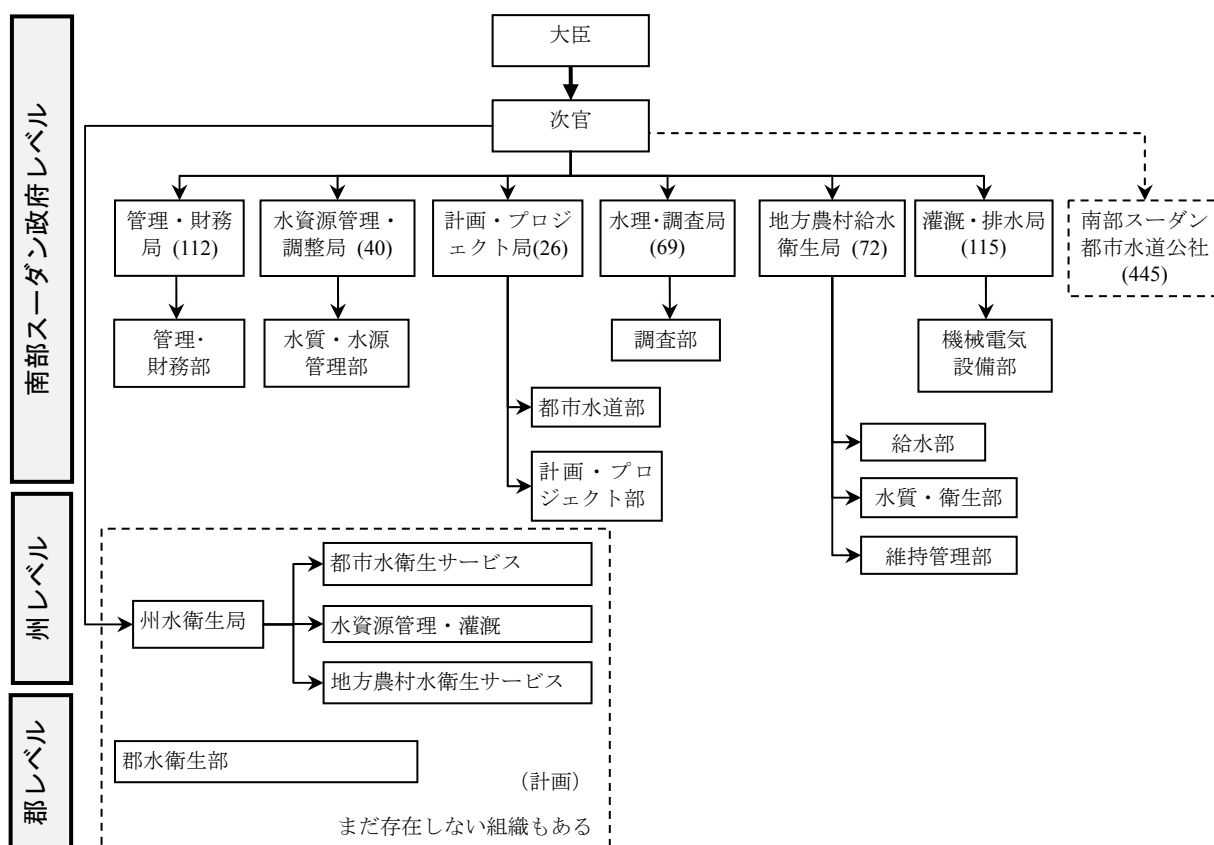 南部スーダン政府レベル
大臣
次官
管理・財務
局 (112)
水資源管理・
調整局 (40)
計画・プロジ
ェクト局(26)
水理・調査局
(69)
地方農村給水
衛生局 (72)
灌漑・排水局
(115)
南部スーダン
都市水道公社
(445)
管理・
財務部
水質・水源
管理部
調査部
機械電気
設備部
都市水道部
計画・プロ
ジェクト部
給水部
水質・衛生部
維持管理部
州レベル
州水衛生局
都市水衛生サービス
水資源管理・灌漑
地方農村水衛生サービス
郡レベル
郡水衛生部
（計画）
まだ存在しない組織もある